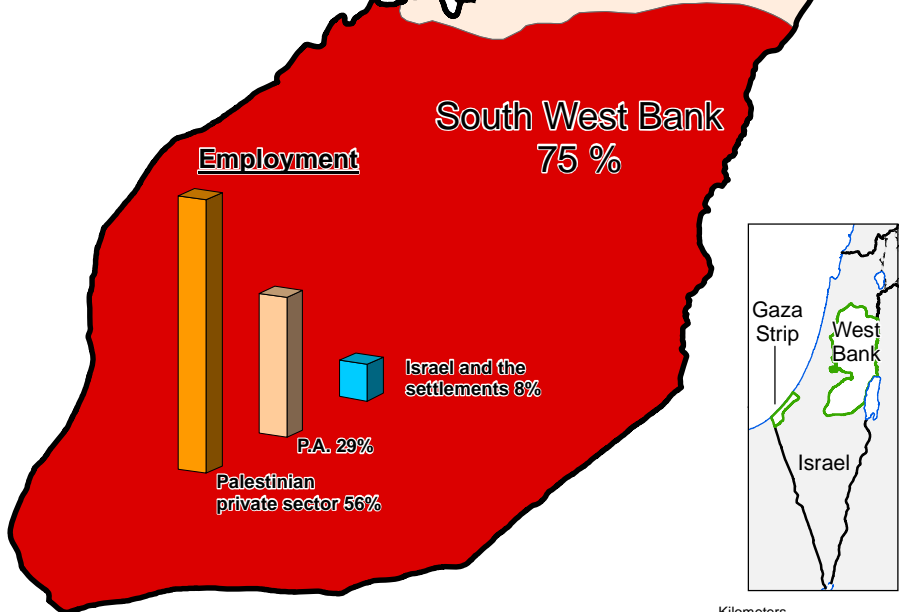 South West Bank
75 %
Employment
Israel and the
settlements 8%
P.A. 29%
Palestinian
private sector 56%
Gaza
Strip
West
Bank
Israel
Kilometers